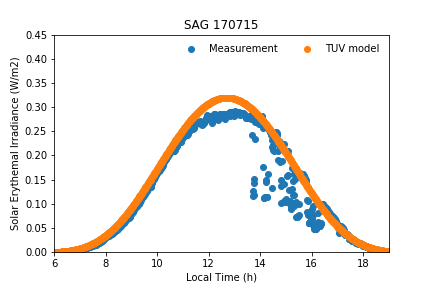 SAG 170715
Measurement
TUV model
Solar Erythemal Irradiance (W/m2)
0.45
0.40
0.35
0.30
0.25
0.20
0.15
0.10
0.05
0.00
6 8 10 12 14 16 18
Local Time (h)